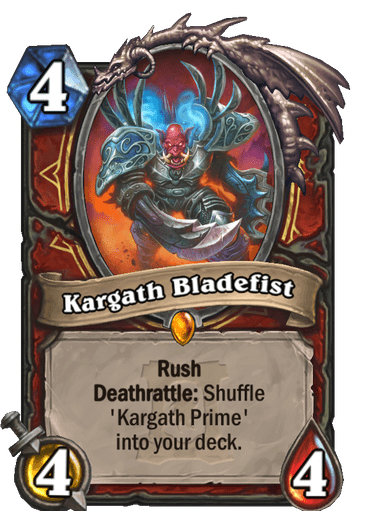 4
Kargath Bladefist
Rush
Deathrattle: Shuffle
'Kargath Prime'
into your deck.
4
4